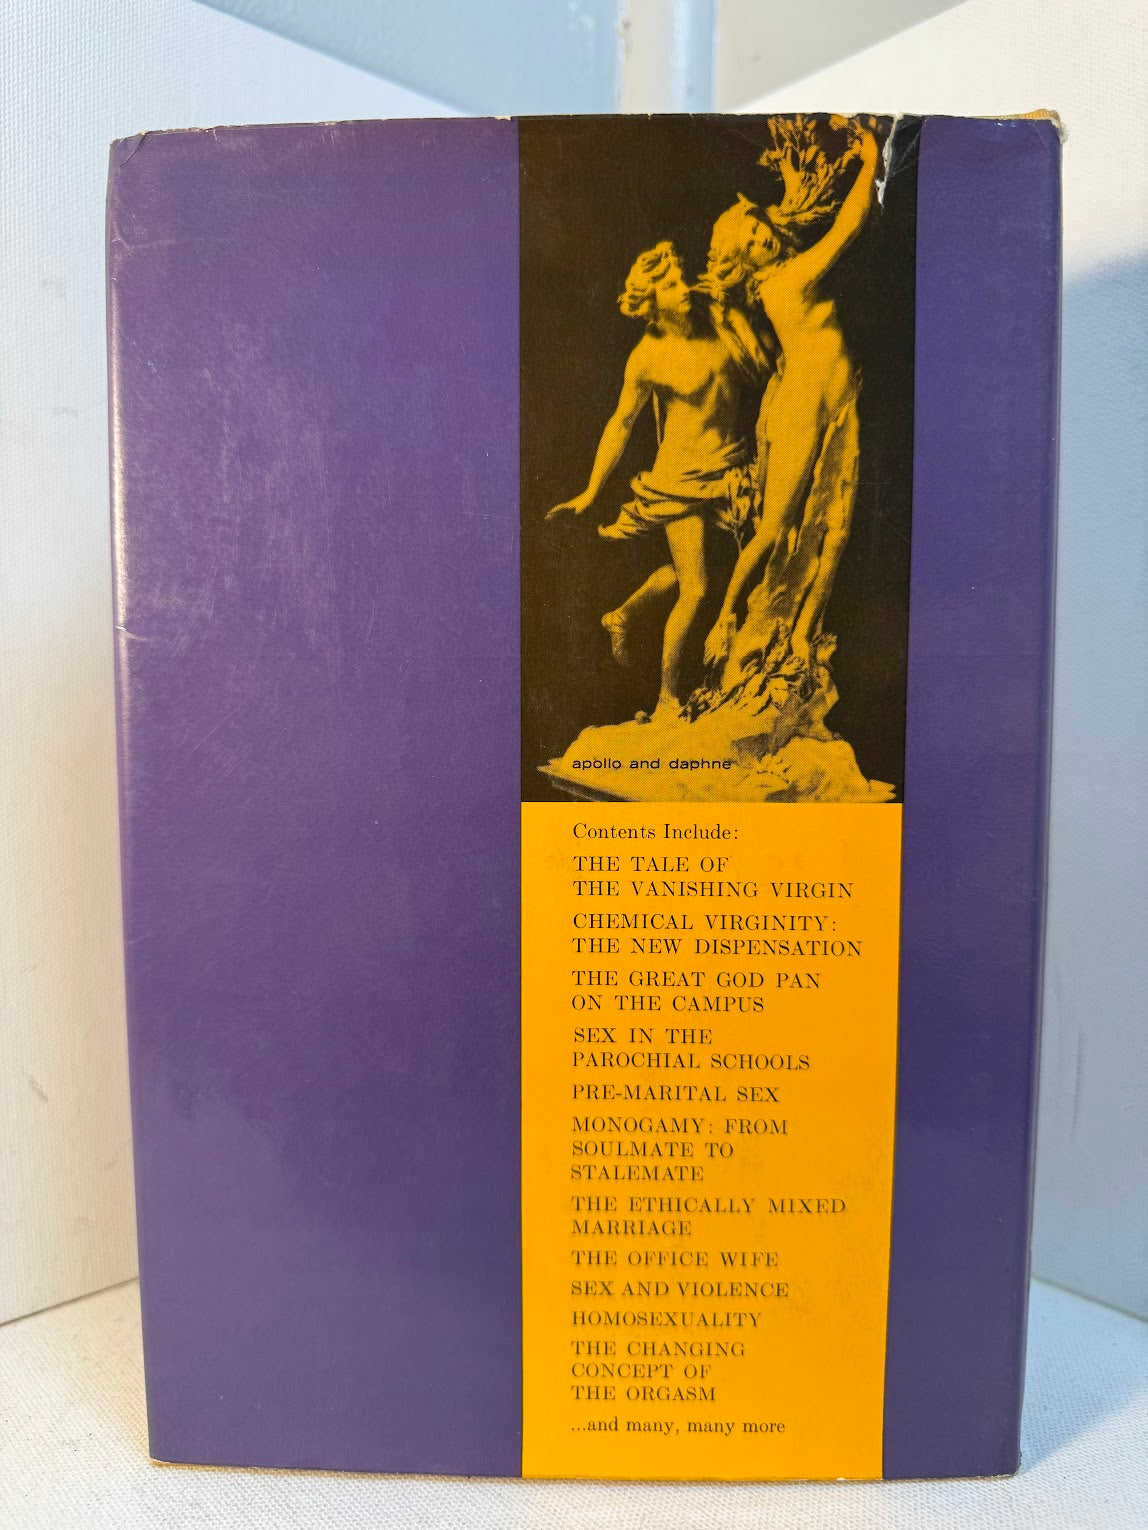 apollo and daphne
Contents Include:
THE TALE OF
THE VANISHING VIRGIN
CHEMICAL VIRGINITY:
THE NEW DISPENSATION
THE GREAT GOD PAN
ON THE CAMPUS
SEX IN THE
PAROCHIAL SCHOOLS
PRE-MARITAL SEX
MONOGAMY: FROM
SOULMATE TO
STALEMATE
THE ETHICALLY MIXED
MARRIAGE
THE OFFICE WIFE
SEX AND VIOLENCE
HOMOSEXUALITY
THE CHANGING
CONCEPT OF
THE ORGASM
...and many, many more